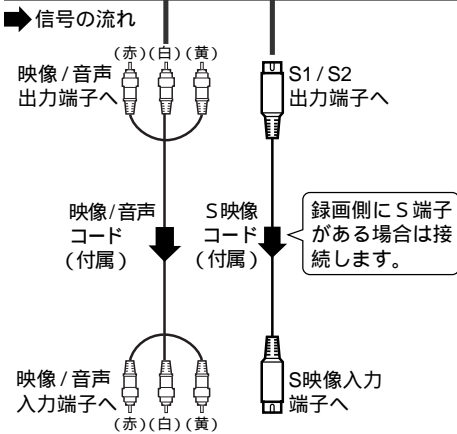 信号の流れ
(赤)(白)(黄)
映像/音声
出力端子へ
S1/S2
出力端子へ
映像/音声
コード
(付属)
S映像
コード
(付属)
録画側にS端子
がある場合は接
続します。
映像/音声
入力端子へ
(赤)(白)(黄)
S映像入力
端子へ